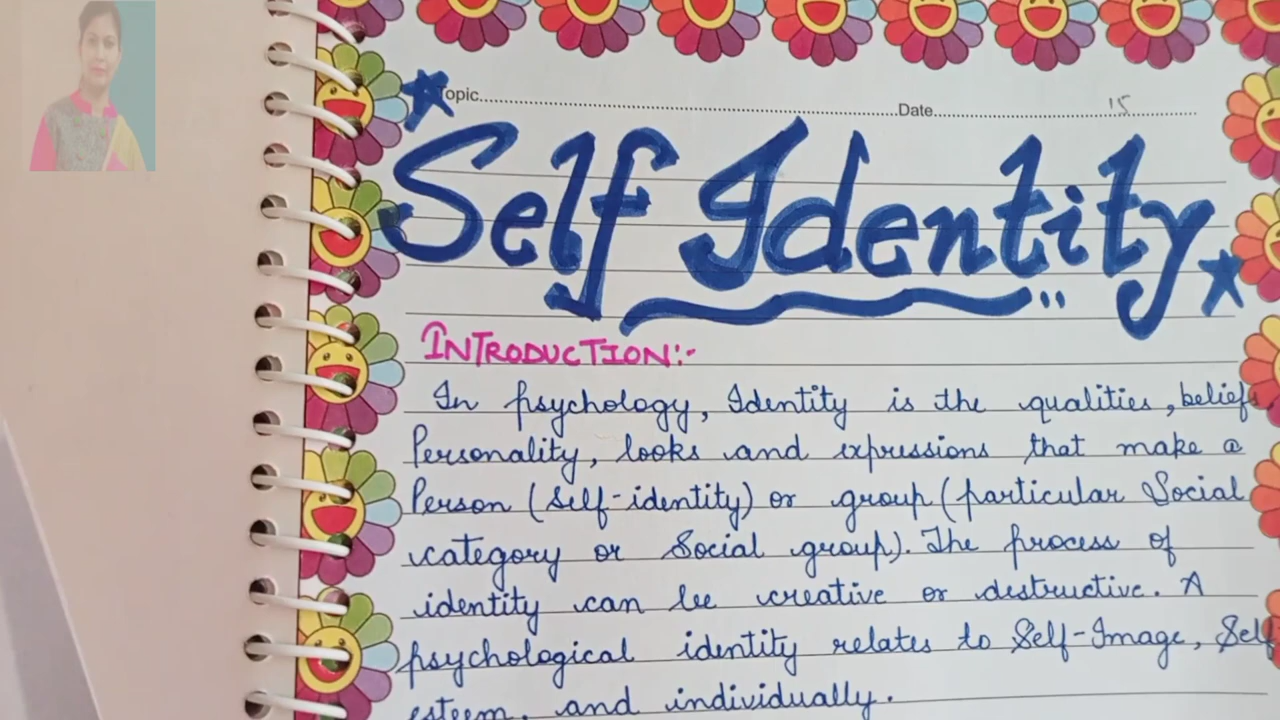 Topic........................Date........................ 15
Self Identity
INTRODUCTION:-
In psychology, Identity is the qualities, beliefs
Personality, looks and expressions that make a
Person (self-identity) or group (particular Social
category or Social group). The process of
identity can be creative or destructive. A
psychological identity relates to Self-Image, Self
esteem, and individually.